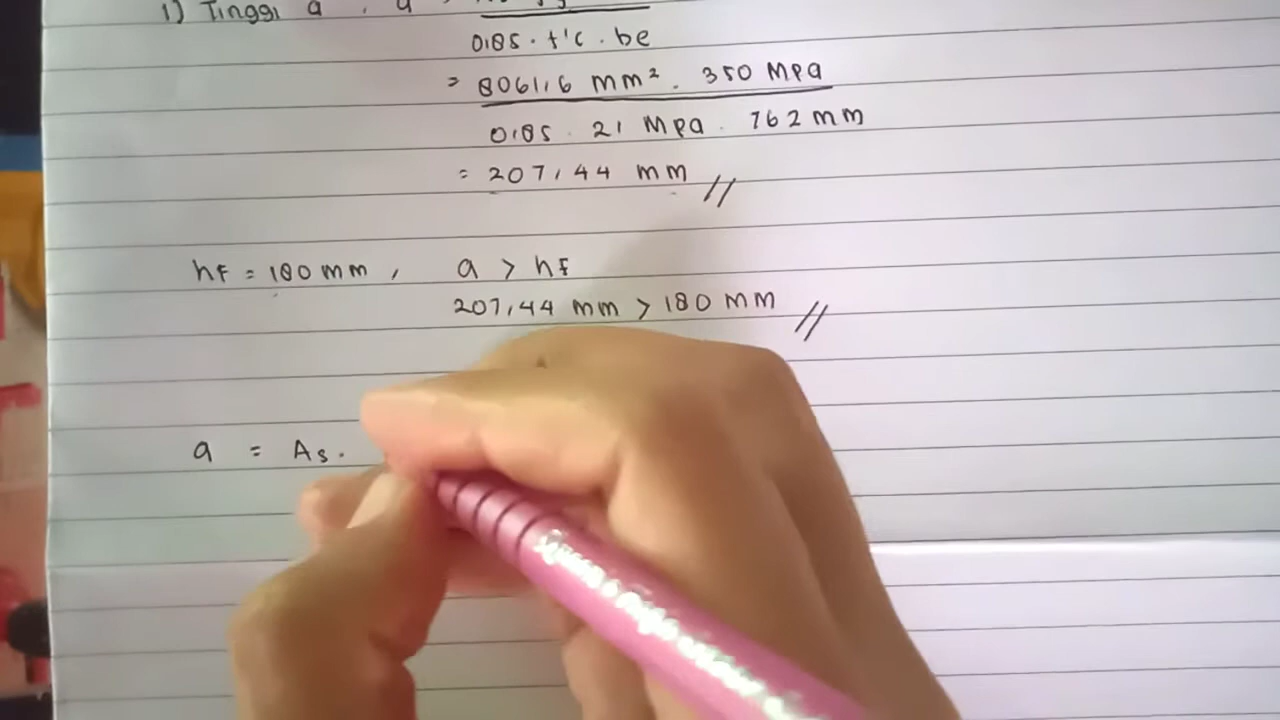 1) Tinggi a , a
0,85 . f'c . be
= 8061,6 mm² . 350 Mpa
0,85 . 21 Mpa . 762 mm
= 207,44 mm //
hf = 180 mm , a > hf
207,44 mm > 180 mm //
a = As .